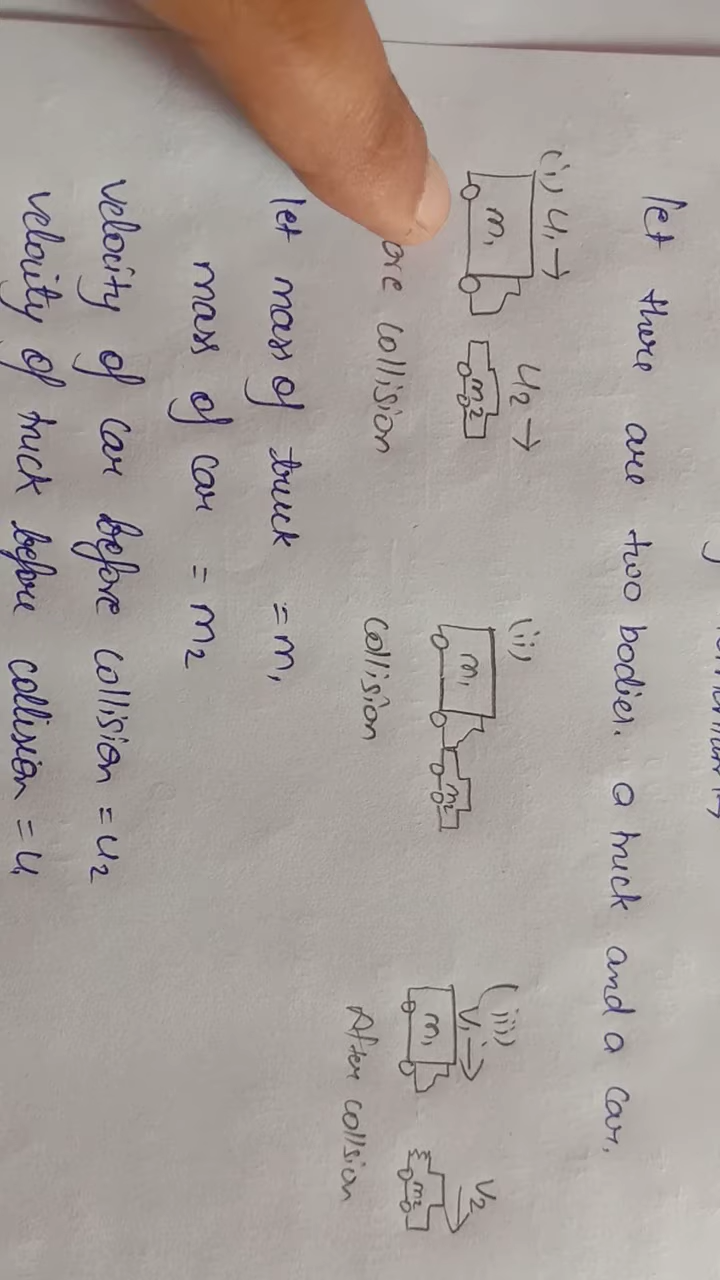 let there are two bodies. a truck and a car.
(i) u₁→ u₂→ (ii) (iii) v₁→ v₂
m₁ m₂ m₁ m₂ m₁ m₂
ore collision collision After collsion
let mass of truck = m₁
mass of car = m₂
velocity of car before collision = u₂
velocity of truck before collision = u₁